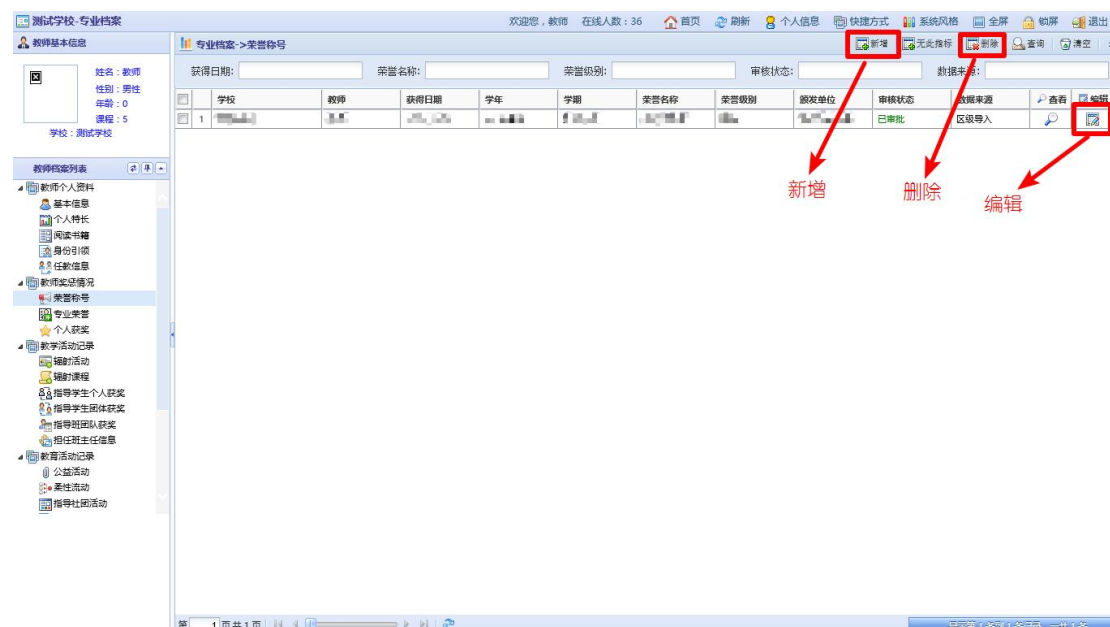 测试学校-专业档案
欢迎您，教师 在线人数：36 首页 刷新 个人信息 快捷方式 系统风格 全屏 锁屏 退出
教师基本信息
姓名：教师
性别：男性
年龄：0
课程：5
学校：测试学校
教师档案列表
教师个人资料
基本信息
个人特长
阅读书籍
身份引领
任教信息
教师奖惩情况
荣誉称号
专业荣誉
个人获奖
教学活动记录
辐射活动
辐射课程
指导学生个人获奖
指导学生团体获奖
指导班团队获奖
担任班主任信息
教育活动记录
公益活动
柔性流动
指导社团活动
专业档案->荣誉称号
新增 无此指标 删除 查询 清空
获得日期: 荣誉名称: 荣誉级别: 审核状态: 数据来源:
学校 教师 获奖日期 学年 学期 荣誉名称 荣誉级别 颁发单位 审核状态 数据来源 查看 编辑
1 已审批 区级导入
新增
删除
编辑
第 1 页共 1 页